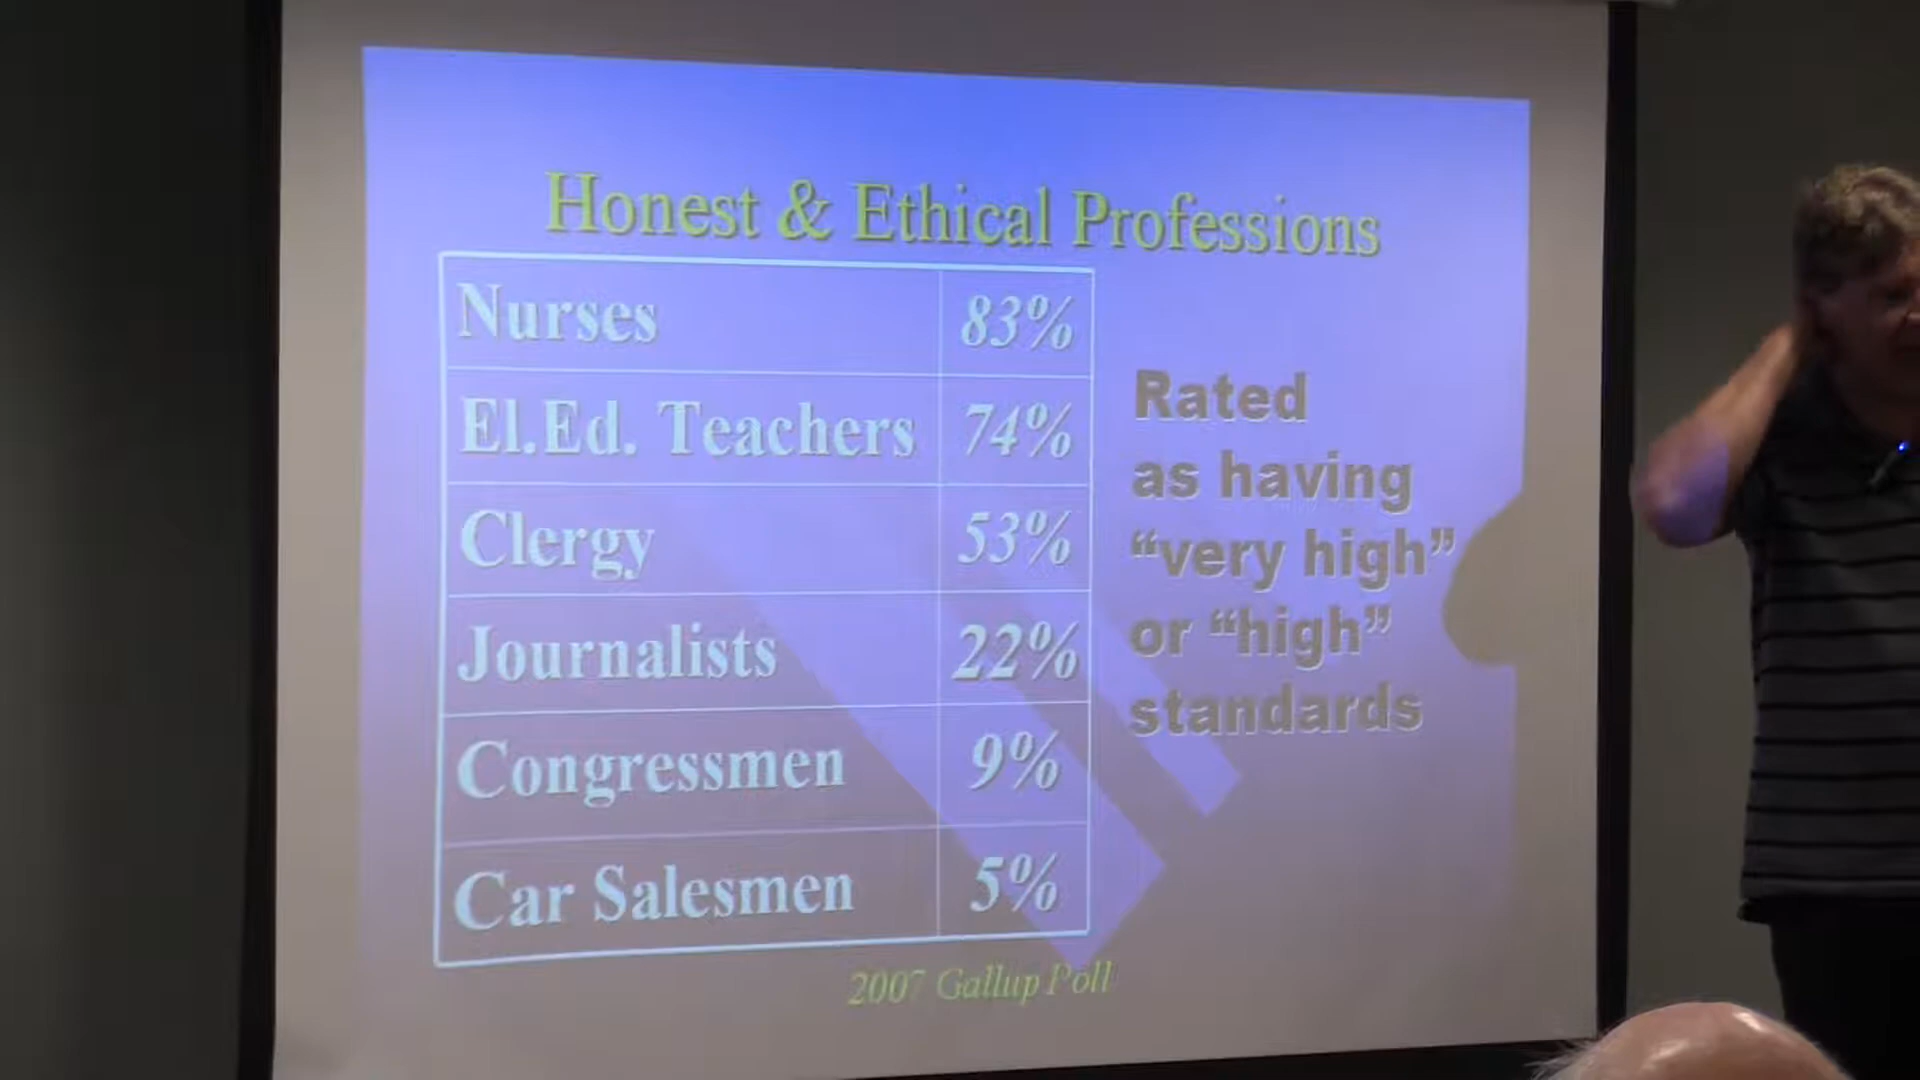 Honest & Ethical Professions
Nurses 83%
El.Ed. Teachers 74%
Clergy 53%
Journalists 22%
Congressmen 9%
Car Salesmen 5%
Rated
as having
“very high”
or “high”
standards
2007 Gallup Poll